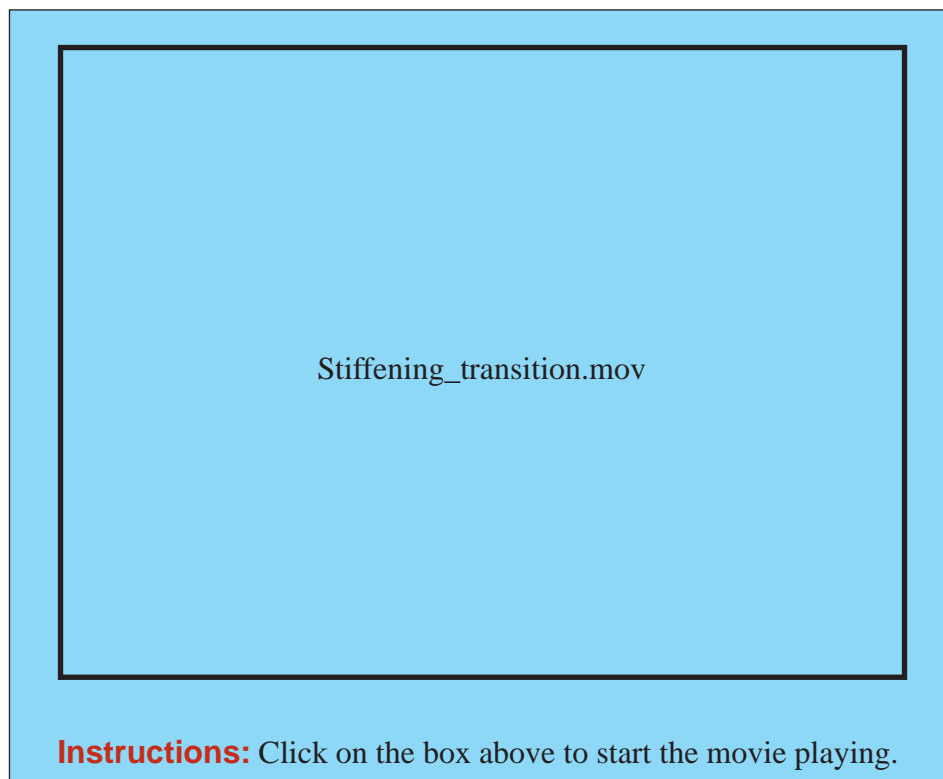 Stiffening_transition.mov
Instructions: Click on the box above to start the movie playing.